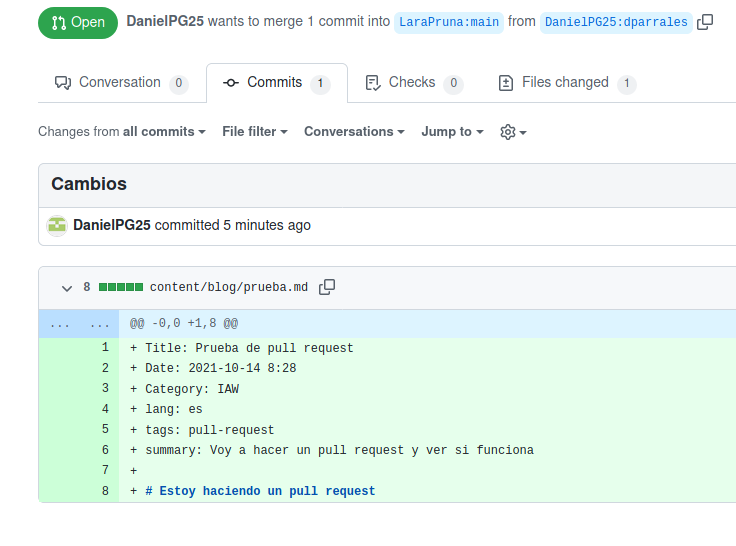 Open DanielPG25 wants to merge 1 commit into LaraPruna:main from DanielPG25:dparrales
Conversation 0 Commits 1 Checks 0 Files changed 1
Changes from all commits File filter Conversations Jump to
Cambios
DanielPG25 committed 5 minutes ago
8 content/blog/prueba.md
... ... @@ -0,0 +1,8 @@
1 + Title: Prueba de pull request
2 + Date: 2021-10-14 8:28
3 + Category: IAW
4 + lang: es
5 + tags: pull-request
6 + summary: Voy a hacer un pull request y ver si funciona
7 +
8 + # Estoy haciendo un pull request